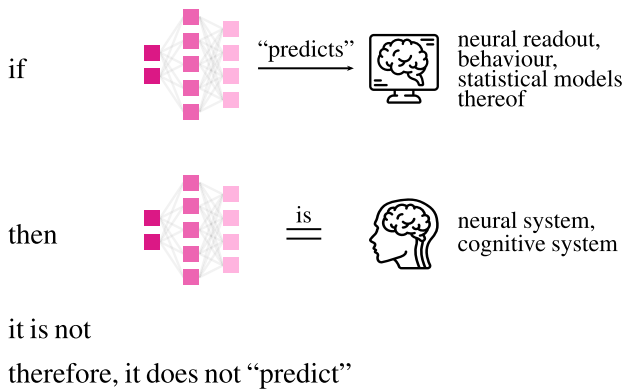 if
“predicts”
neural readout,
behaviour,
statistical models
thereof
then
is
neural system,
cognitive system
it is not
therefore, it does not “predict”